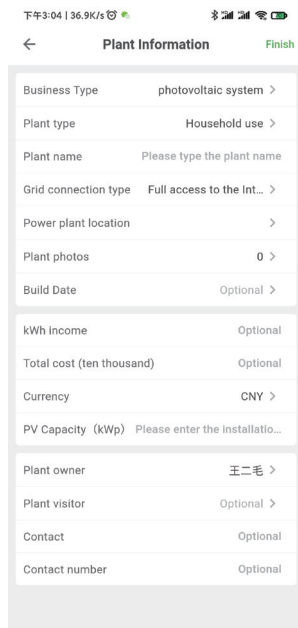 下午3:04 | 36.9K/s
Plant Information
Finish
Business Type photovoltaic system >
Plant type Household use >
Plant name Please type the plant name
Grid connection type Full access to the Int... >
Power plant location >
Plant photos 0 >
Build Date Optional >
kWh income Optional
Total cost (ten thousand) Optional
Currency CNY >
PV Capacity（kWp） Please enter the installatio...
Plant owner 王二毛 >
Plant visitor Optional >
Contact Optional
Contact number Optional